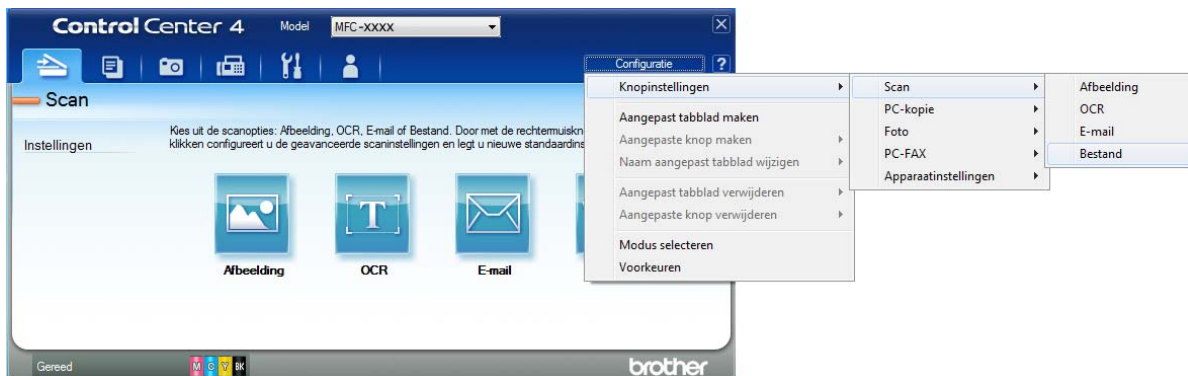 Control Center 4 Model MFC-XXXX
Configuratie ?
Scan
Instellingen
Kies uit de scanopties: Afbeelding, OCR, E-mail of Bestand. Door met de rechtermuiskn
klikken configureert u de geavanceerde scaninstellingen en legt u nieuwe standaardins
T
Afbeelding OCR E-mail
Knopinstellingen
Aangepast tabblad maken
Aangepaste knop maken
Naam aangepast tabblad wijzigen
Aangepast tabblad verwijderen
Aangepaste knop verwijderen
Modus selecteren
Voorkeuren
Scan
PC-kopie
Foto
PC-FAX
Apparaatinstellingen
Afbeelding
OCR
E-mail
Bestand
Gereed M C Y BK brother